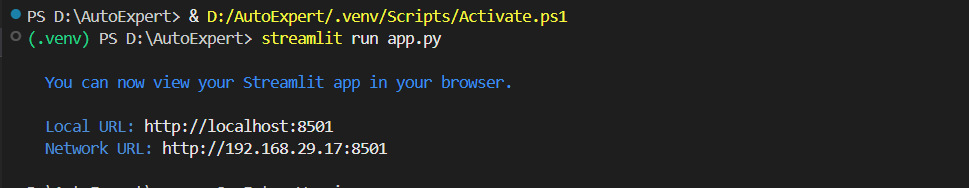 PS D:\AutoExpert> & D:/AutoExpert/.venv/Scripts/Activate.ps1
(.venv) PS D:\AutoExpert> streamlit run app.py
You can now view your Streamlit app in your browser.
Local URL: http://localhost:8501
Network URL: http://192.168.29.17:8501